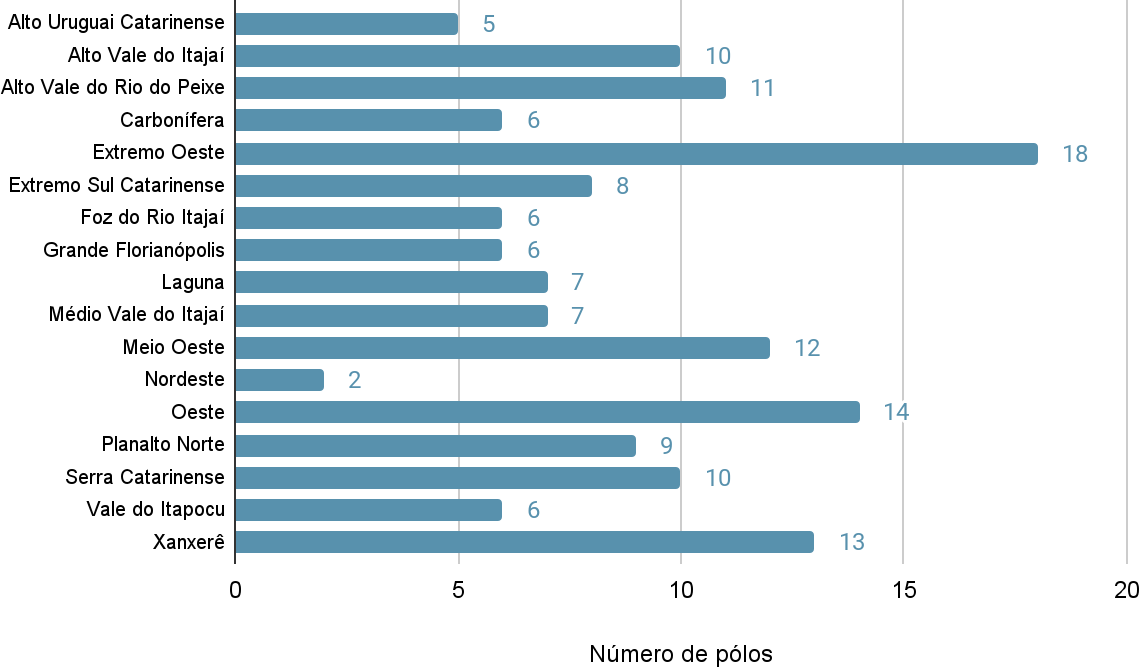 Alto Uruguai Catarinense 5
Alto Vale do Itajaí 10
Alto Vale do Rio do Peixe 11
Carbonífera 6
Extremo Oeste 18
Extremo Sul Catarinense 8
Foz do Rio Itajaí 6
Grande Florianópolis 6
Laguna 7
Médio Vale do Itajaí 7
Meio Oeste 12
Nordeste 2
Oeste 14
Planalto Norte 9
Serra Catarinense 10
Vale do Itapocu 6
Xanxerê 13
0 5 10 15 20
Número de pólos